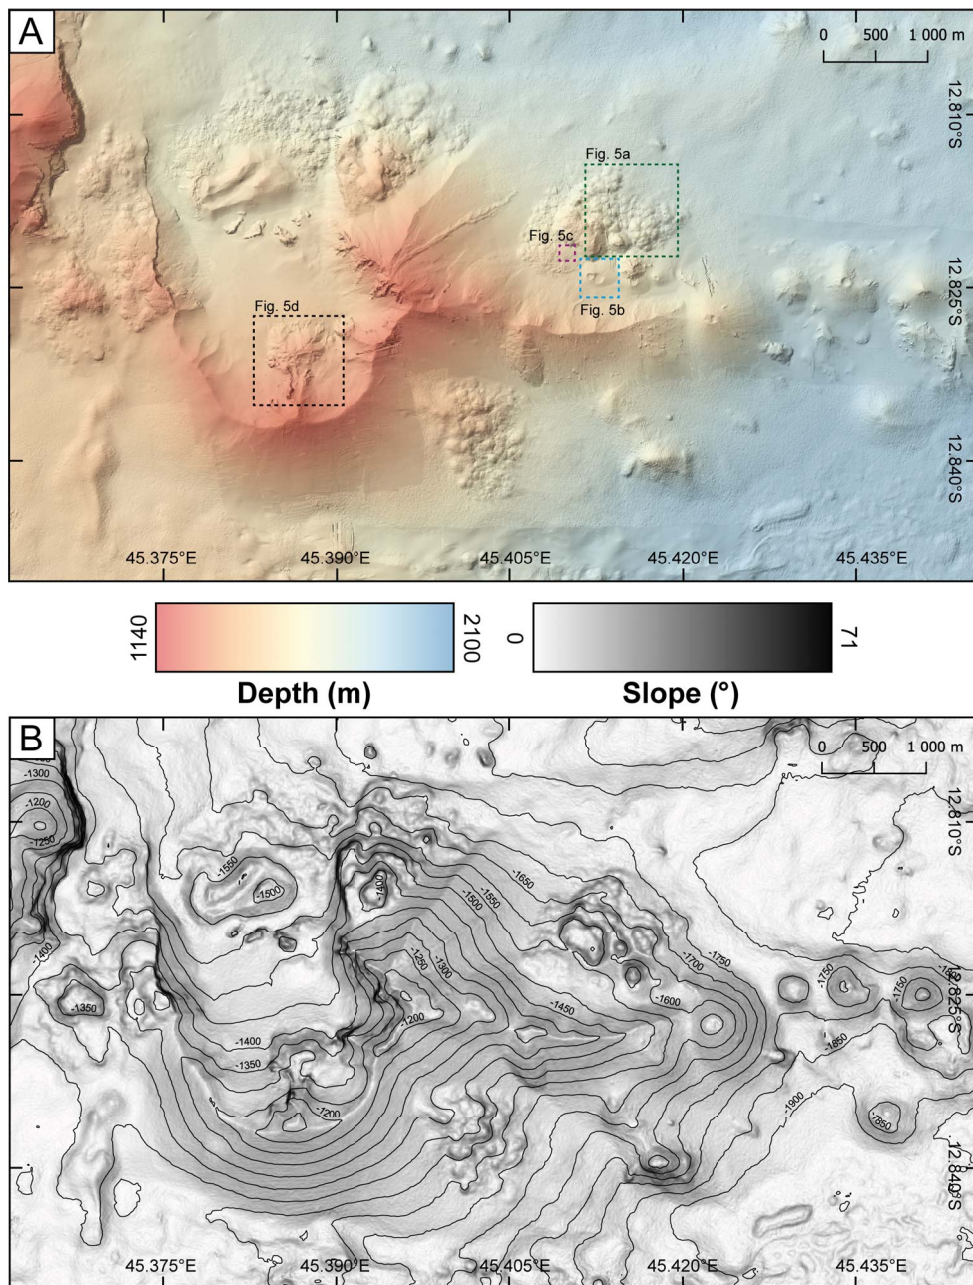 A
0 500 1 000 m
12.810°S
Fig. 5a
Fig. 5c
12.825°S
Fig. 5d
Fig. 5b
12.840°S
45.375°E 45.390°E 45.405°E 45.420°E 45.435°E
1140 2100
Depth (m)
0 71
Slope (°)
B
0 500 1 000 m
-1300
-1200
-1250
12.810°S
-1550
-1500
-1400
-1650
-1550
-1500
-1400
-1700
-1750
-1250
-1300
-1750
-1750
-1350
-1600
12.825°S
-1450
-1200
-1400
-1350
-1850
-1200
-1900
-1850
12.840°S
45.375°E 45.390°E 45.405°E 45.420°E 45.435°E